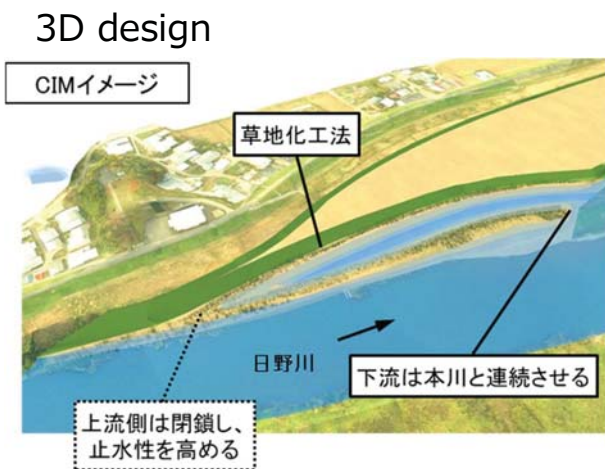 3D design
CIMイメージ
草地化工法
日野川
下流は本川と連続させる
上流側は閉鎖し、
止水性を高める